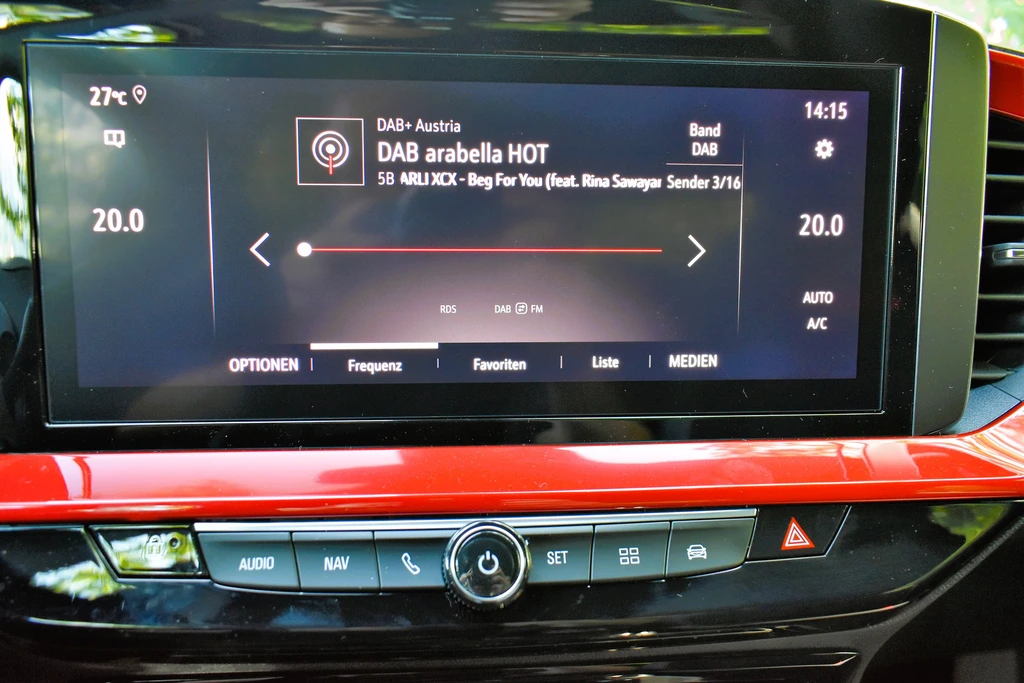 27°C
14:15
DAB+ Austria
DAB arabella HOT
5B ARLI XCX - Beg For You (feat. Rina Sawayar
Band
DAB
Sender 3/16
20.0
20.0
RDS
DAB FM
AUTO
A/C
OPTIONEN
Frequenz
Favoriten
Liste
MEDIEN
AUDIO
NAV
SET